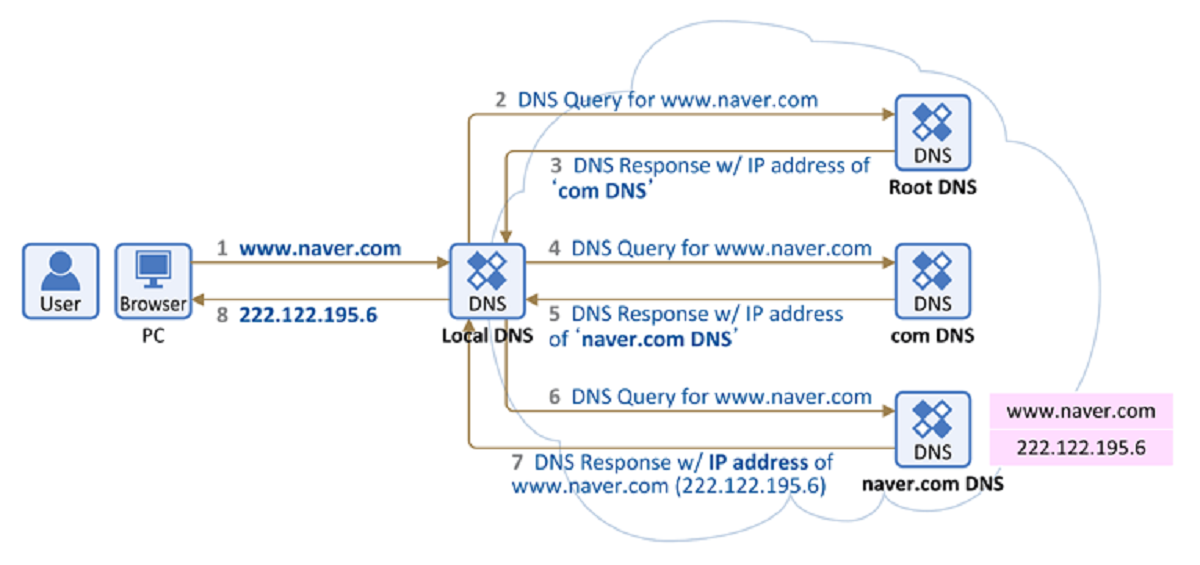 2 DNS Query for www.naver.com
DNS
Root DNS
3 DNS Response w/ IP address of
‘com DNS’
User
Browser
PC
1 www.naver.com
8 222.122.195.6
DNS
Local DNS
4 DNS Query for www.naver.com
5 DNS Response w/ IP address
of ‘naver.com DNS’
DNS
com DNS
6 DNS Query for www.naver.com
7 DNS Response w/ IP address of
www.naver.com (222.122.195.6)
DNS
naver.com DNS
www.naver.com
222.122.195.6